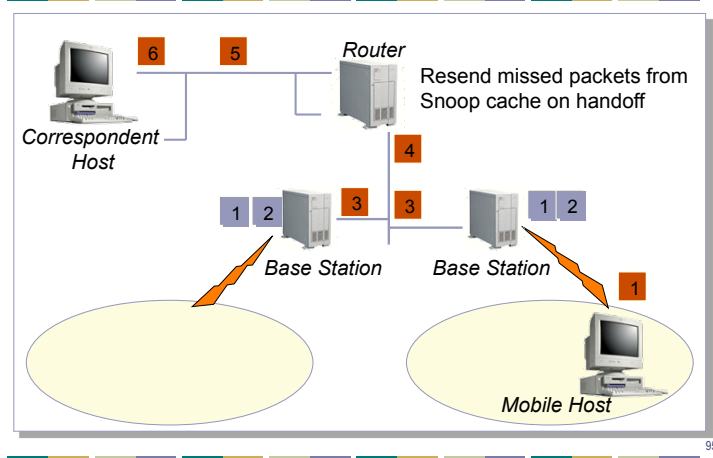 6 5 Router
Resend missed packets from
Snoop cache on handoff
Correspondent
Host
4
1 2 3 3 1 2
Base Station Base Station
1
Mobile Host
95